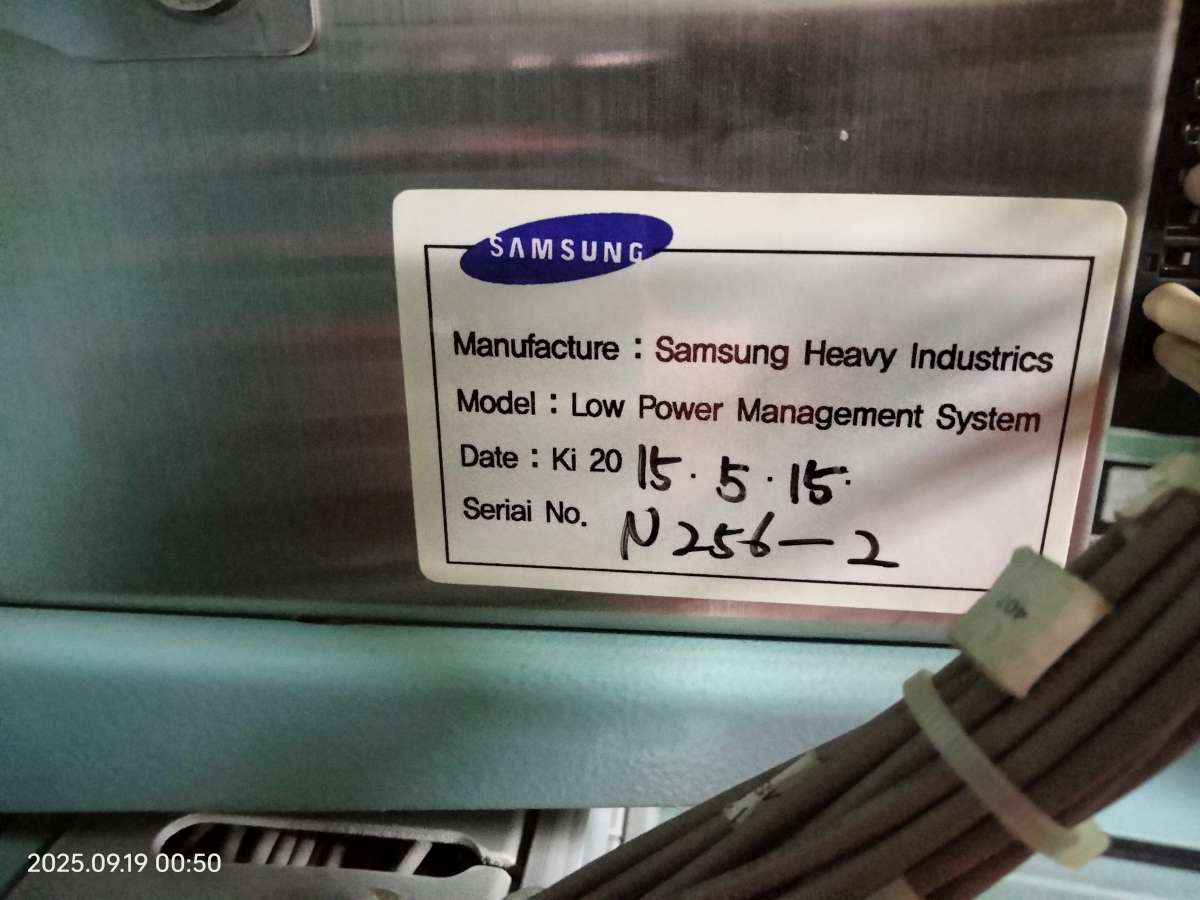 SAMSUNG
Manufacture : Samsung Heavy Industrics
Model : Low Power Management System
Date : Ki 20 15. 5. 15.
Seriai No. N256-2
2025.09.19 00:50